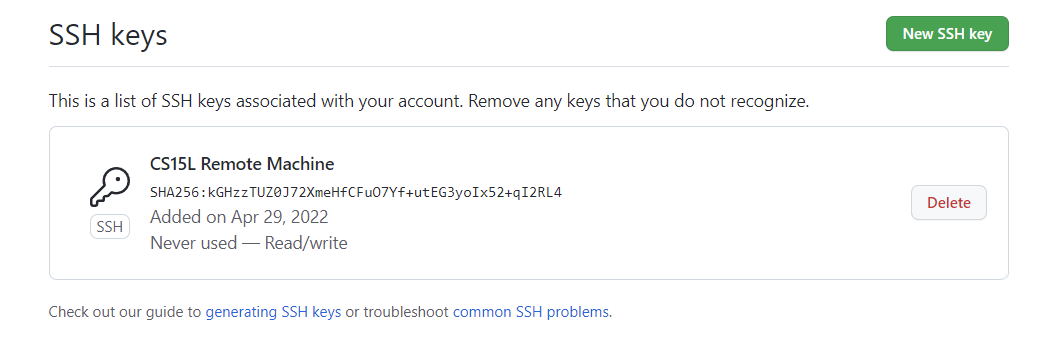 SSH keys
New SSH key
This is a list of SSH keys associated with your account. Remove any keys that you do not recognize.
CS15L Remote Machine
SHA256:kGHzzTUZ0J72XmeHfCFuO7Yf+utEG3yoIx52+qI2RL4
Added on Apr 29, 2022
Never used — Read/write
SSH
Delete
Check out our guide to generating SSH keys or troubleshoot common SSH problems.